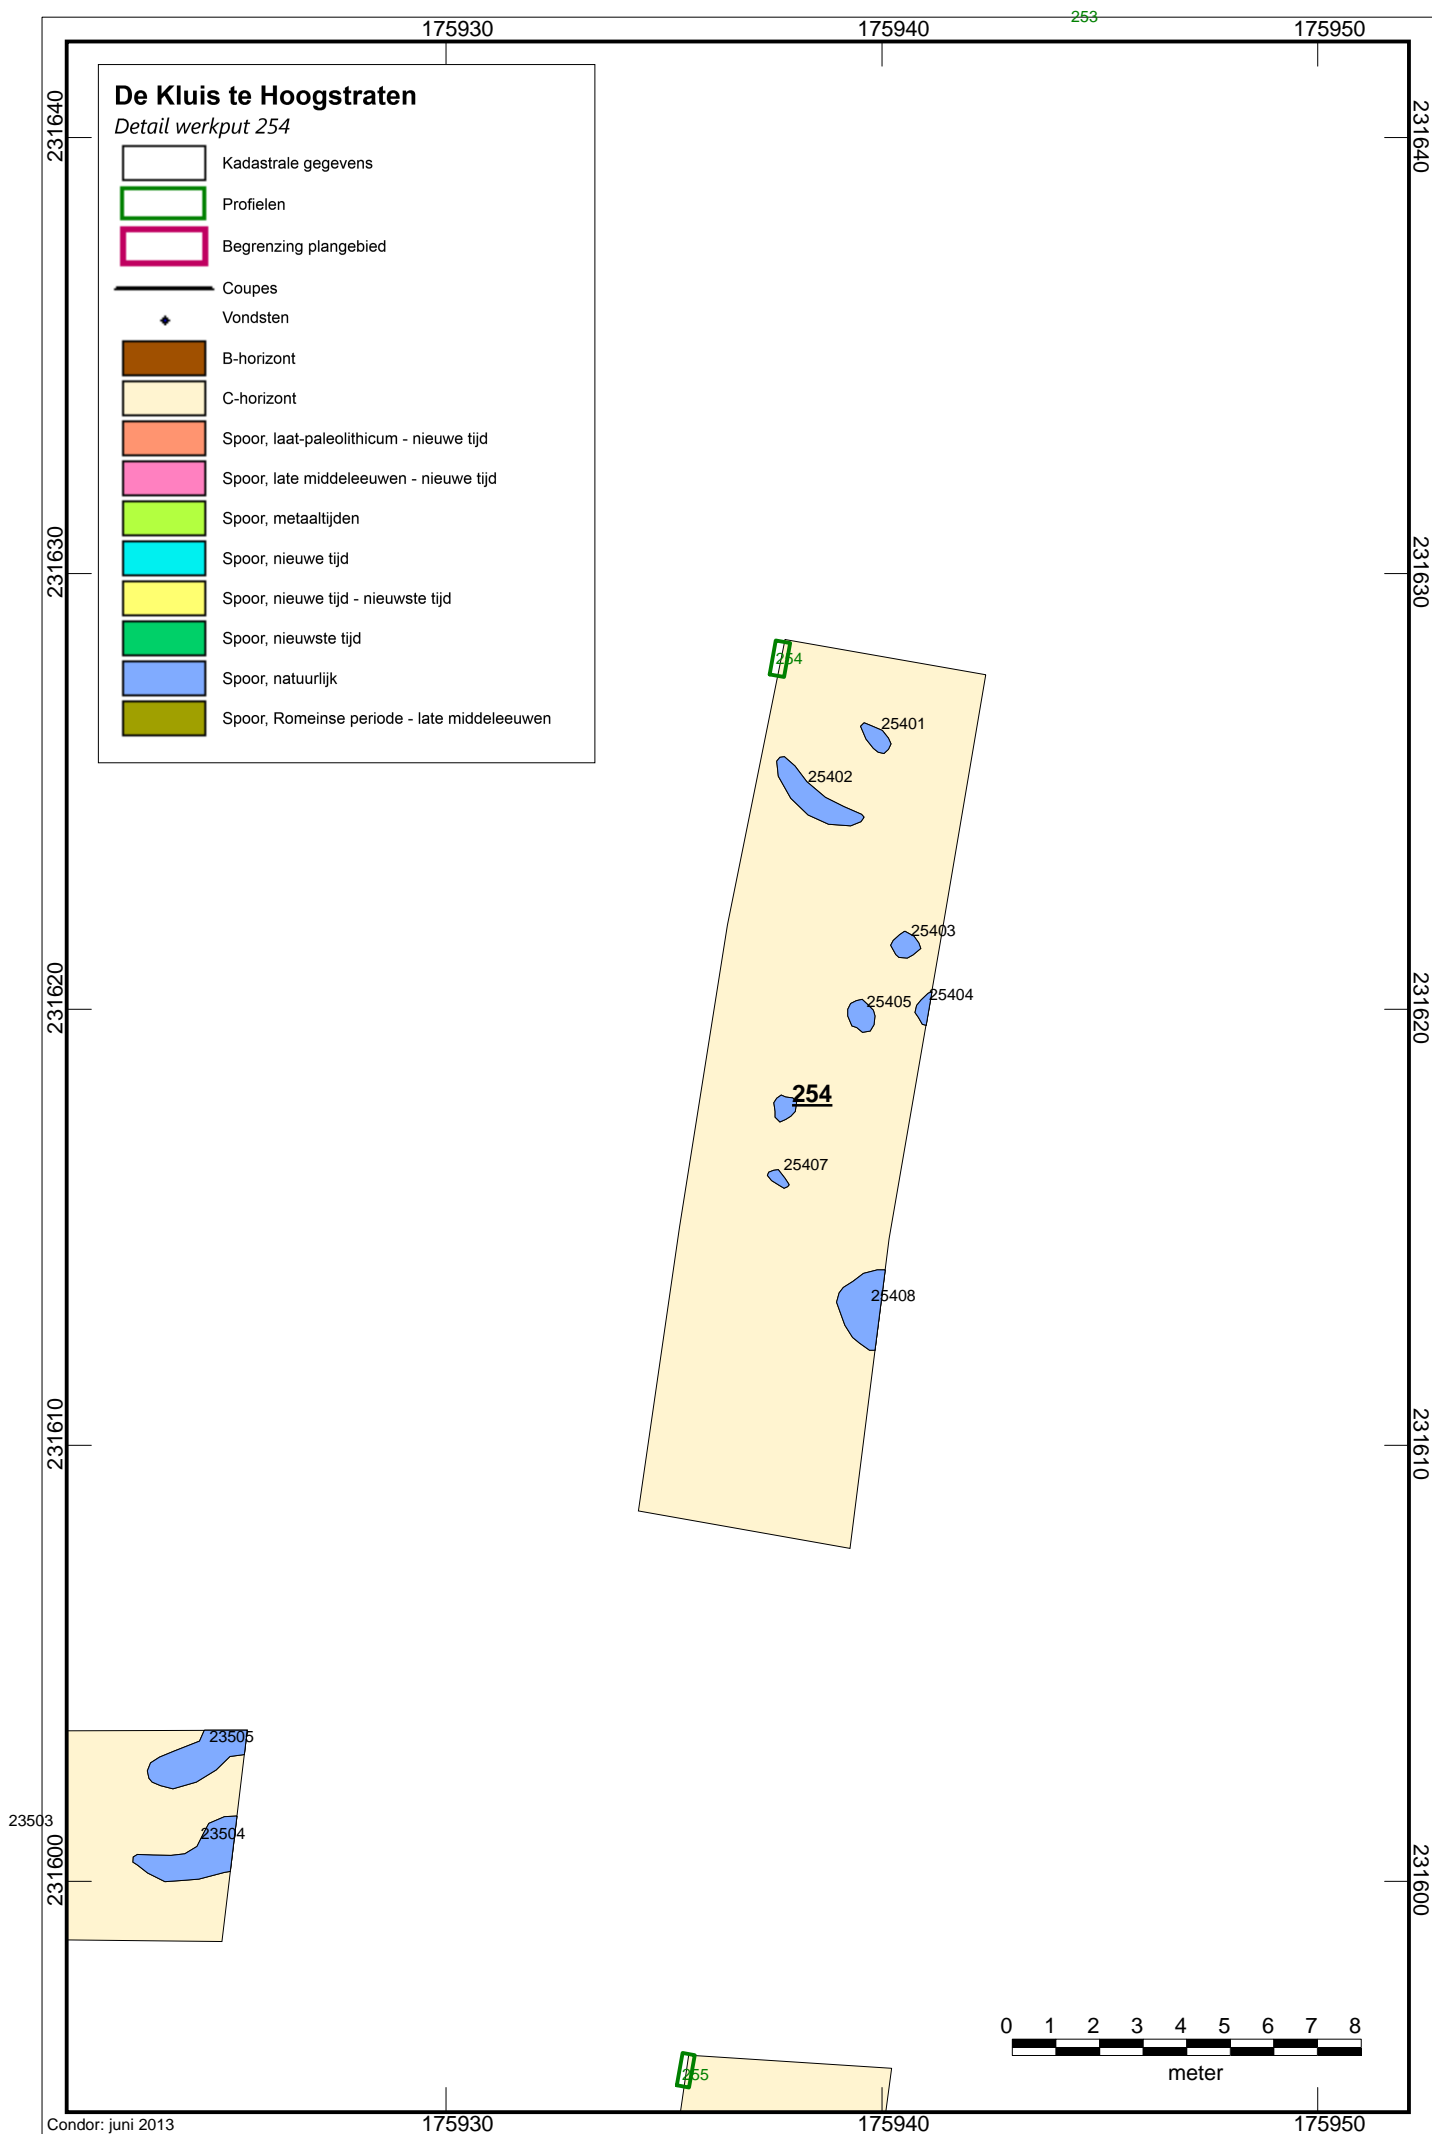 253
175930 175940 175950
De Kluis te Hoogstraten
Detail werkput 254
Kadastrale gegevens
Profielen
Begrenzing plangebied
Coupes
Vondsten
B-horizont
C-horizont
Spoor, laat-paleolithicum - nieuwe tijd
Spoor, late middeleeuwen - nieuwe tijd
Spoor, metaaltijden
Spoor, nieuwe tijd
Spoor, nieuwe tijd - nieuwste tijd
Spoor, nieuwste tijd
Spoor, natuurlijk
Spoor, Romeinse periode - late middeleeuwen
231640 231640
231630 231630
254
25401
25402
25403
25404
25405
231620 231620
254
25407
25408
231610 231610
23505
23503
23504
231600 231600
0 1 2 3 4 5 6 7 8
meter
255
Condor: juni 2013
175930 175940 175950